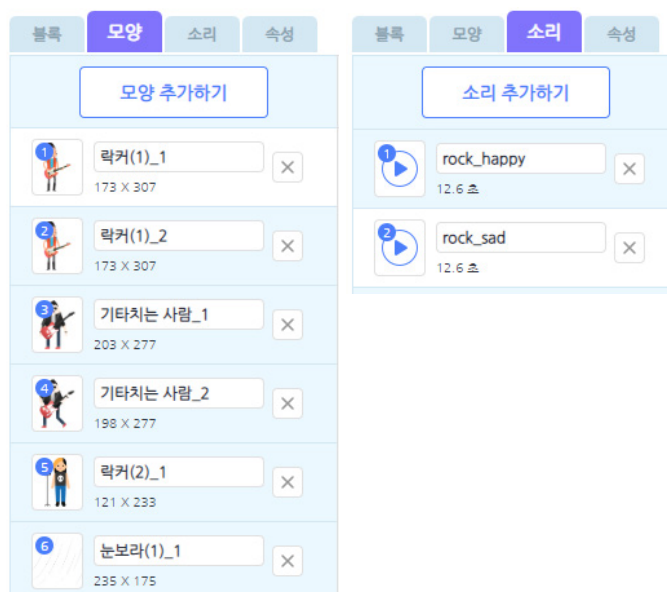 블록 모양 소리 속성
모양 추가하기
1
락커(1)_1
173 X 307
2
락커(1)_2
173 X 307
3
기타치는 사람_1
203 X 277
4
기타치는 사람_2
198 X 277
5
락커(2)_1
121 X 233
6
눈보라(1)_1
235 X 175
블록 모양 소리 속성
소리 추가하기
1
rock_happy
12.6 초
2
rock_sad
12.6 초